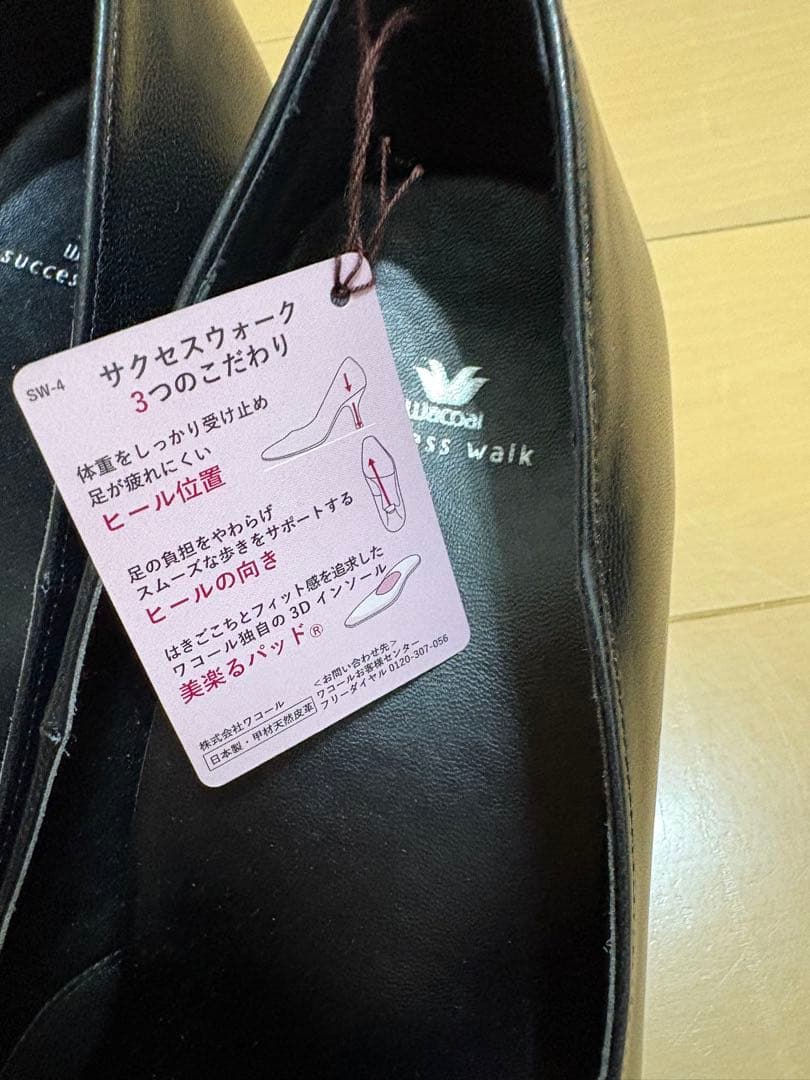 SW-4
サクセスウォーク
3つのこだわり
体重をしっかり受け止め
足が疲れにくい
ヒール位置
足の負担をやわらげ
スムーズな歩きをサポートする
ヒールの向き
はきごこちとフィット感を追求した
ワコール独自の3Dインソール
美楽るパッド®
株式会社ワコール
日本製・甲材天然皮革
<お問い合わせ先>
ワコールお客様センター
フリーダイヤル0120-307-056
wacoal
walk